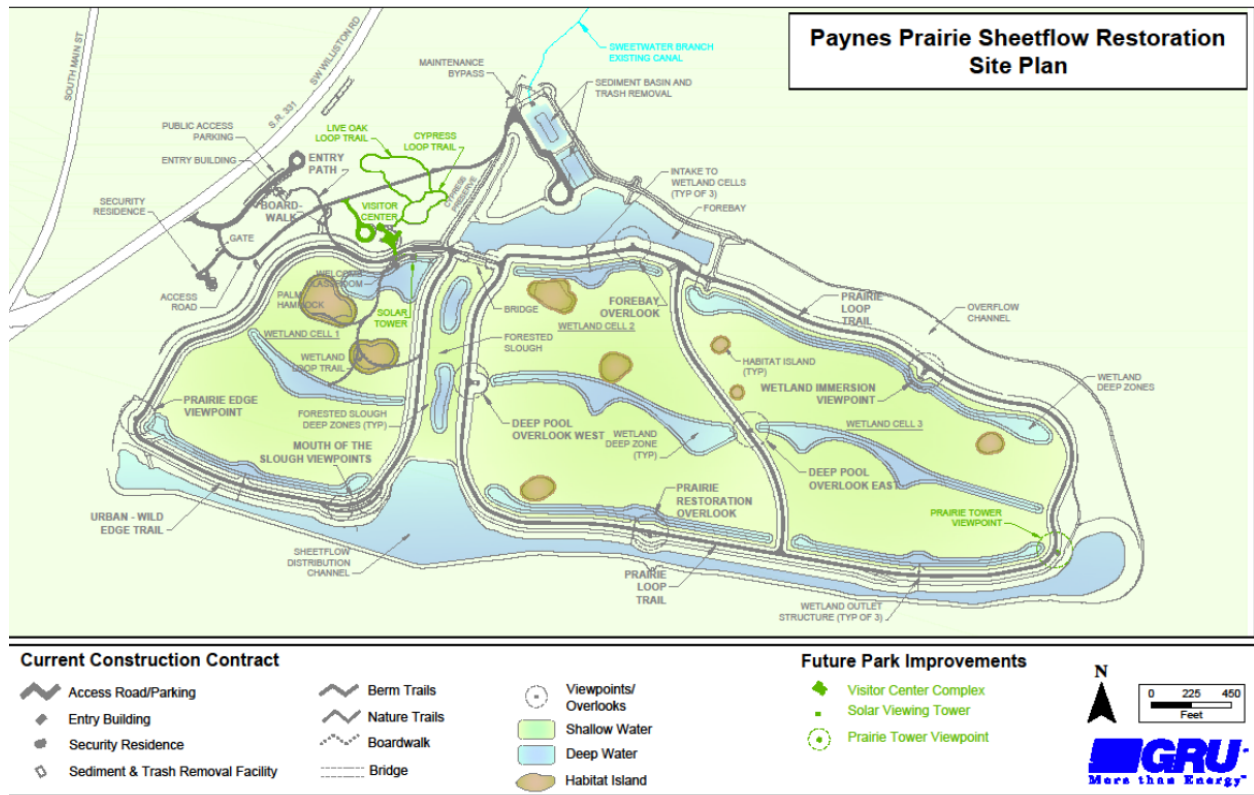 Paynes Prairie Sheetflow Restoration
Site Plan
SOUTH MAIN ST
SW WILLISTON RD
S.R. 331
SWEETWATER BRANCH
EXISTING CANAL
MAINTENANCE
BYPASS
SEDIMENT BASIN AND
TRASH REMOVAL
PUBLIC ACCESS
PARKING
LIVE OAK
LOOP TRAIL
CYPRESS
LOOP TRAIL
ENTRY BUILDING
ENTRY
PATH
INTAKE TO
WETLAND CELLS
(TYP OF 3)
CYPRESS
PRESERVE
SECURITY
RESIDENCE
BOARD-
WALK
VISITOR
CENTER
FOREBAY
GATE
ACCESS
ROAD
WELCOME
CLASSROOM
PALM
HAMMOCK
SOLAR
TOWER
BRIDGE
FOREBAY
OVERLOOK
PRAIRIE
LOOP
TRAIL
OVERFLOW
CHANNEL
WETLAND CELL 1
WETLAND CELL 2
FORESTED
SLOUGH
WETLAND
LOOP TRAIL
HABITAT ISLAND
(TYP)
WETLAND IMMERSION
VIEWPOINT
WETLAND
DEEP ZONES
PRAIRIE EDGE
VIEWPOINT
FORESTED SLOUGH
DEEP ZONES (TYP)
DEEP POOL
OVERLOOK WEST
WETLAND
DEEP ZONE
(TYP)
WETLAND CELL 3
MOUTH OF THE
SLOUGH VIEWPOINTS
DEEP POOL
OVERLOOK EAST
PRAIRIE
RESTORATION
OVERLOOK
PRAIRIE TOWER
VIEWPOINT
URBAN - WILD
EDGE TRAIL
SHEETFLOW
DISTRIBUTION
CHANNEL
PRAIRIE
LOOP
TRAIL
WETLAND OUTLET
STRUCTURE (TYP OF 3)
Current Construction Contract
Access Road/Parking
Entry Building
Security Residence
Sediment & Trash Removal Facility
Berm Trails
Nature Trails
Boardwalk
Bridge
Viewpoints/
Overlooks
Shallow Water
Deep Water
Habitat Island
Future Park Improvements
Visitor Center Complex
Solar Viewing Tower
Prairie Tower Viewpoint
N
0 225 450
Feet
GRU
More than Energy